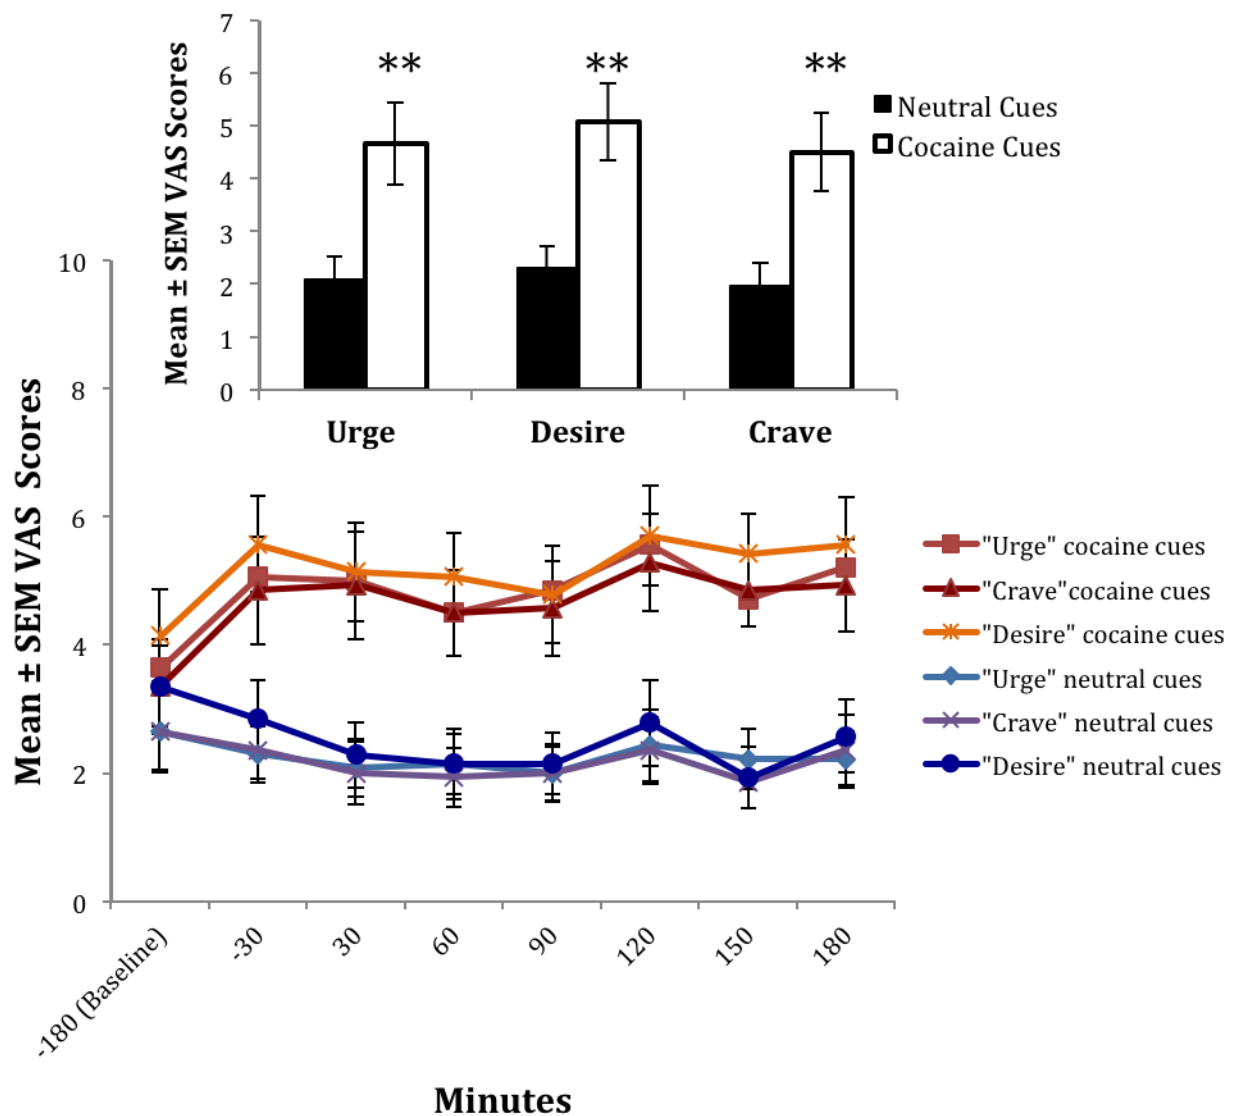 Mean ± SEM VAS Scores
7
6
5
4
3
2
1
0
** ** **
Neutral Cues
Cocaine Cues
Urge Desire Crave
Mean ± SEM VAS Scores
10
8
6
4
2
0
"Urge" cocaine cues
"Crave"cocaine cues
"Desire" cocaine cues
"Urge" neutral cues
"Crave" neutral cues
"Desire" neutral cues
-180 (Baseline) -30 30 60 90 120 150 180
Minutes